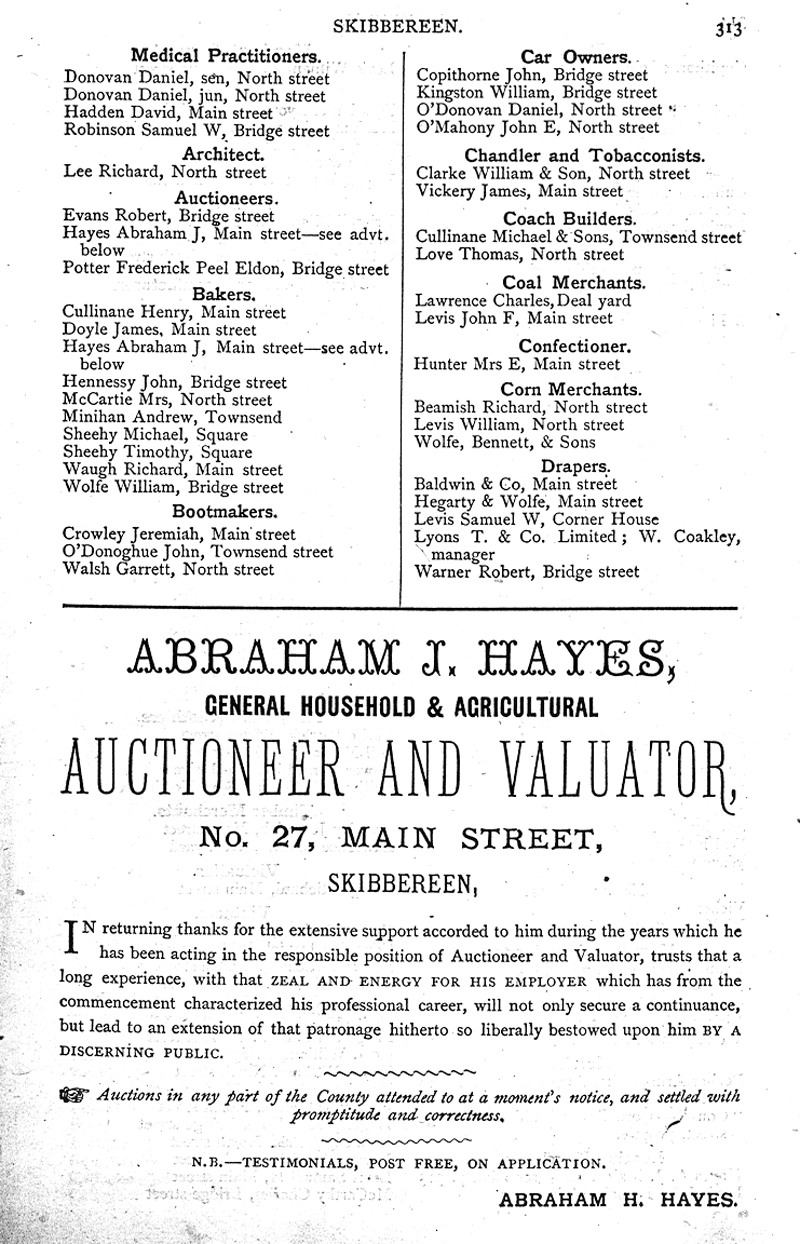 SKIBBEREEN.
313
Medical Practitioners.
Donovan Daniel, sen, North street
Donovan Daniel, jun, North street
Hadden David, Main street
Robinson Samuel W, Bridge street
Architect.
Lee Richard, North street
Auctioneers.
Evans Robert, Bridge street
Hayes Abraham J, Main street—see advt.
below
Potter Frederick Peel Eldon, Bridge street
Bakers.
Cullinane Henry, Main street
Doyle James, Main street
Hayes Abraham J, Main street—see advt.
below
Hennessy John, Bridge street
McCartie Mrs, North street
Minihan Andrew, Townsend
Sheehy Michael, Square
Sheehy Timothy, Square
Waugh Richard, Main street
Wolfe William, Bridge street
Bootmakers.
Crowley Jeremiah, Main street
O'Donoghue John, Townsend street
Walsh Garrett, North street
Car Owners.
Copithorne John, Bridge street
Kingston William, Bridge street
O'Donovan Daniel, North street
O'Mahony John E, North street
Chandler and Tobacconists.
Clarke William & Son, North street
Vickery James, Main street
Coach Builders.
Cullinane Michael & Sons, Townsend street
Love Thomas, North street
Coal Merchants.
Lawrence Charles, Deal yard
Levis John F, Main street
Confectioner.
Hunter Mrs E, Main street
Corn Merchants.
Beamish Richard, North street
Levis William, North street
Wolfe, Bennett, & Sons
Drapers.
Baldwin & Co, Main street
Hegarty & Wolfe, Main street
Levis Samuel W, Corner House
Lyons T. & Co. Limited; W. Coakley,
manager
Warner Robert, Bridge street
ABRAHAM J. HAYES,
GENERAL HOUSEHOLD & AGRICULTURAL
AUCTIONEER AND VALUATOR,
No. 27, MAIN STREET,
SKIBBEREEN,
IN returning thanks for the extensive support accorded to him during the years which he
has been acting in the responsible position of Auctioneer and Valuator, trusts that a
long experience, with that ZEAL AND ENERGY FOR HIS EMPLOYER which has from the
commencement characterized his professional career, will not only secure a continuance,
but lead to an extension of that patronage hitherto so liberally bestowed upon him BY A
DISCERNING PUBLIC.
Auctions in any part of the County attended to at a moment's notice, and settled with
promptitude and correctness.
N.B.—TESTIMONIALS, POST FREE, ON APPLICATION.
ABRAHAM H. HAYES.